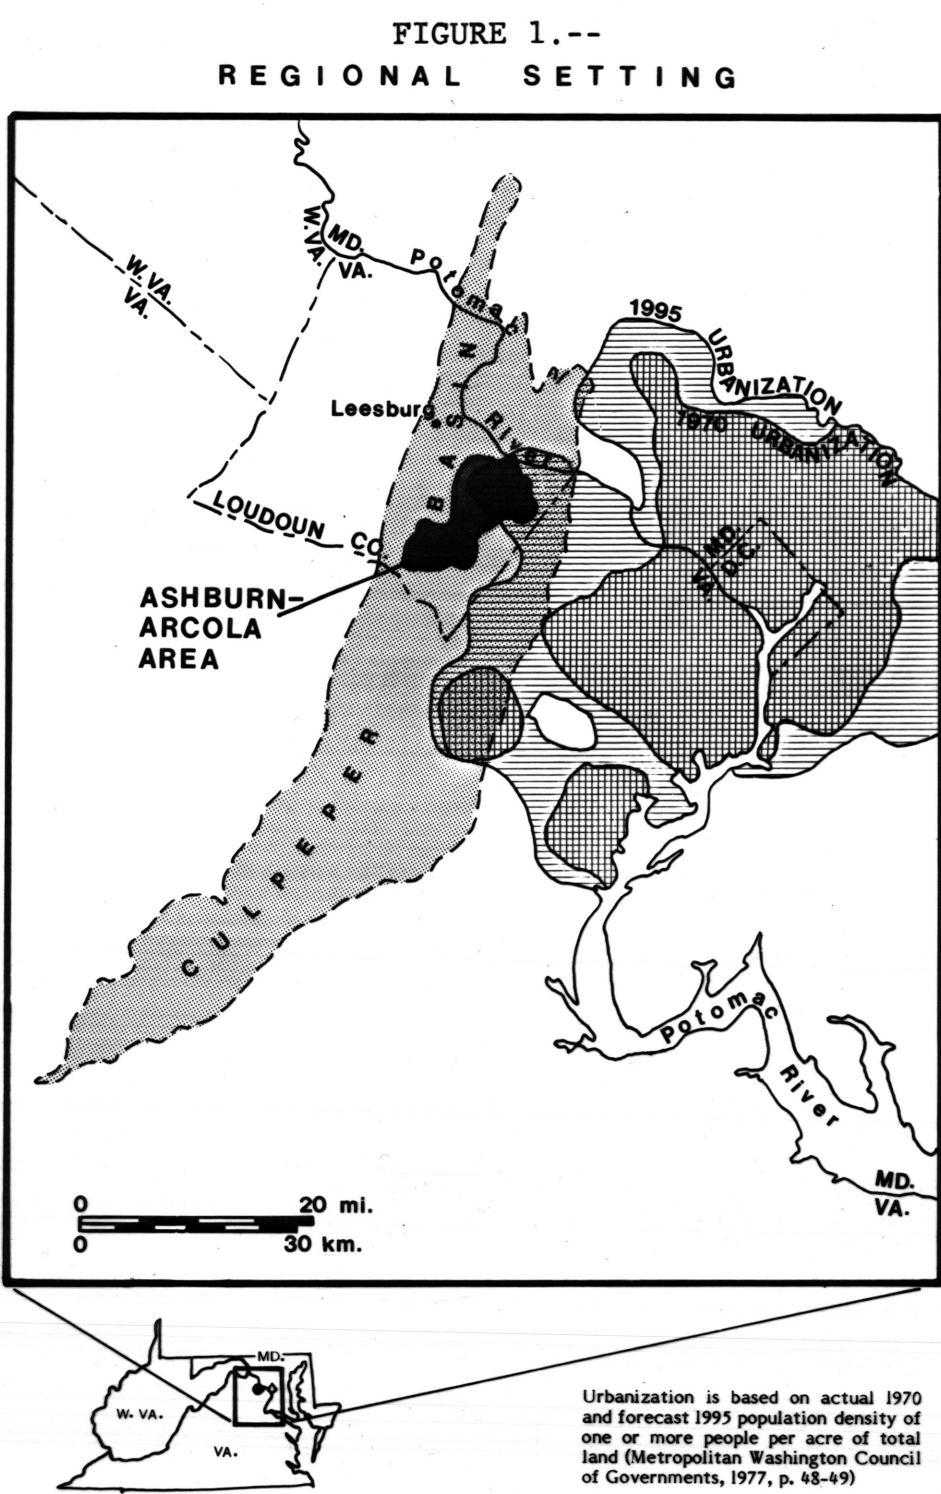 FIGURE 1.--
REGIONAL SETTING
W.VA.
MD.
VA.
Potomac
W.VA.
VA.
1995 URBANIZATION
1970 URBANIZATION
Leesburg
River
LOUDOUN CO.
MD.
D.C.
VA.
ASHBURN-
ARCOLA
AREA
CULPEPER BASIN
Potomac River
MD.
VA.
0 20 mi.
0 30 km.
MD.
W. VA.
VA.
Urbanization is based on actual 1970
and forecast 1995 population density of
one or more people per acre of total
land (Metropolitan Washington Council
of Governments, 1977, p. 48-49)